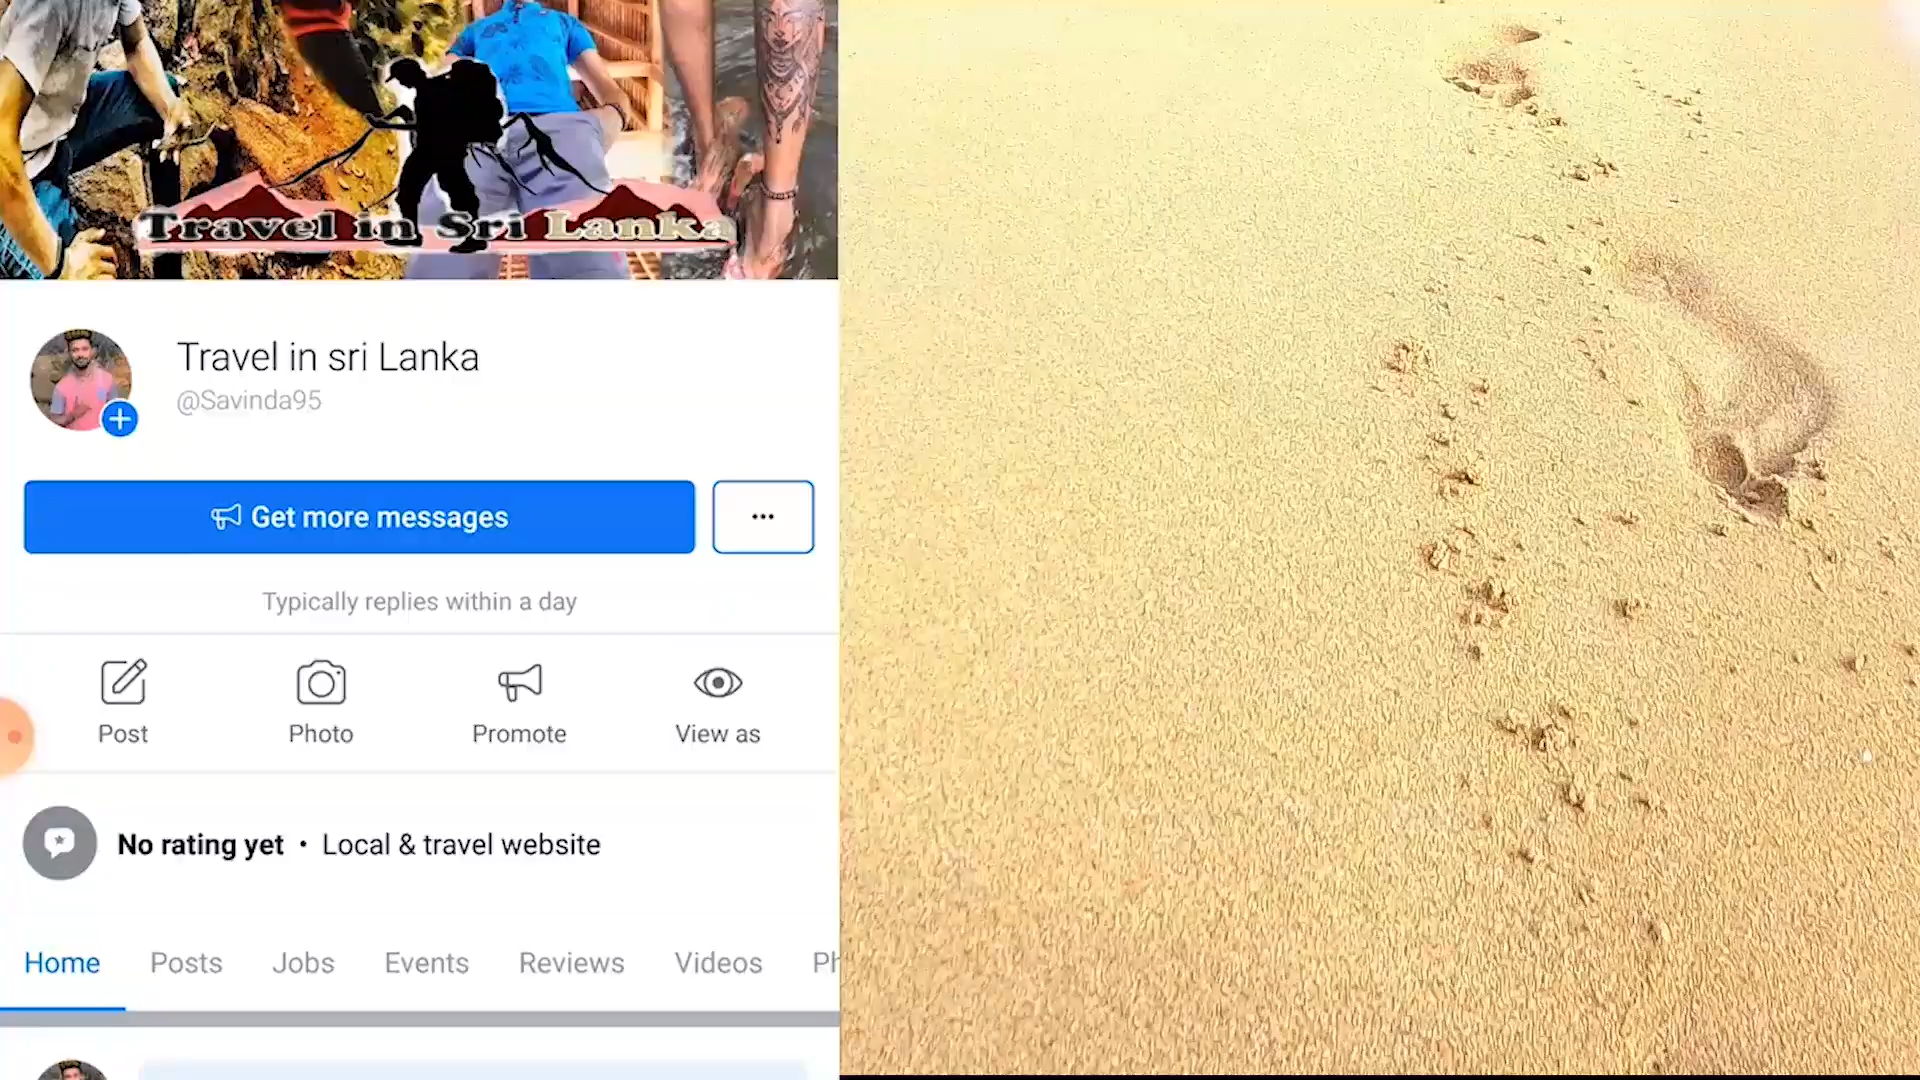 Travel in Sri Lanka
Travel in sri Lanka
@Savinda95
Get more messages
Typically replies within a day
Post
Photo
Promote
View as
No rating yet • Local & travel website
Home Posts Jobs Events Reviews Videos Ph